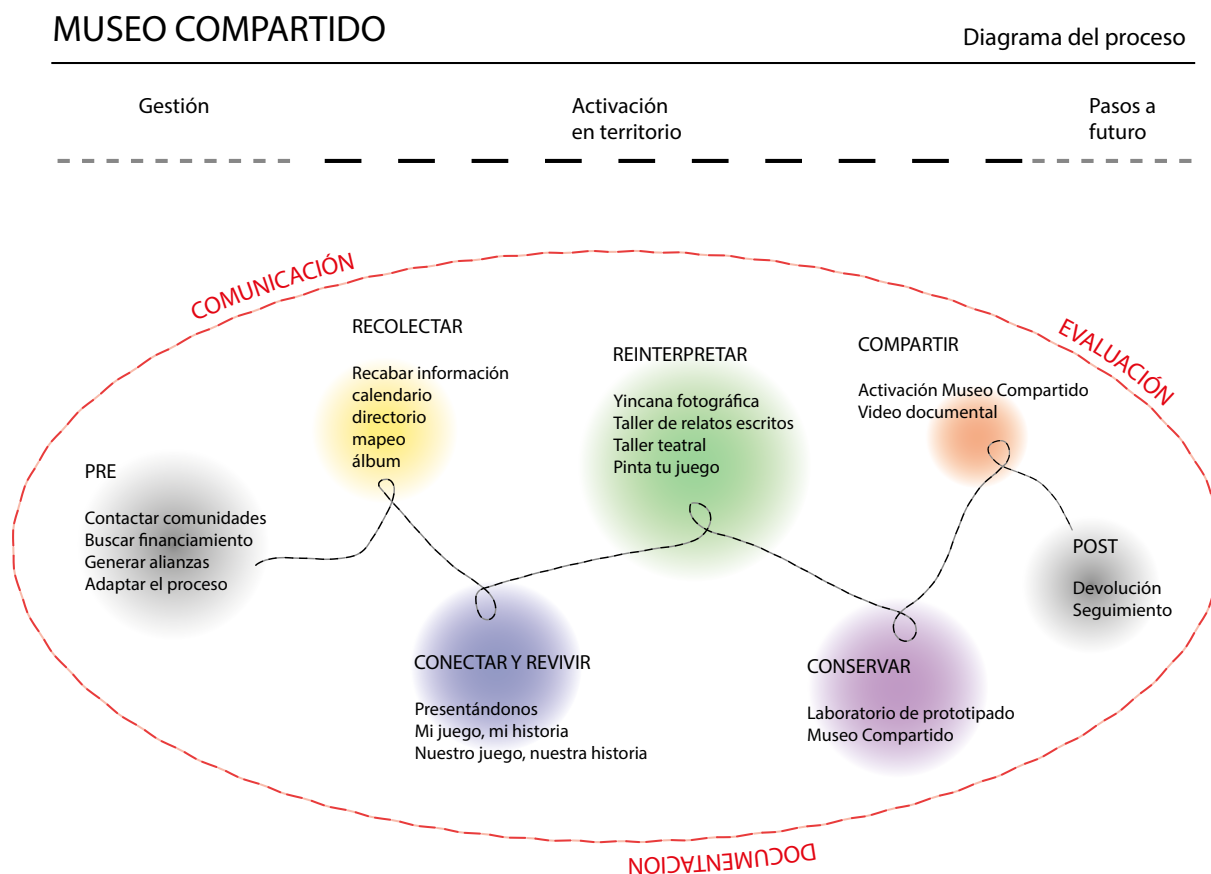 MUSEO COMPARTIDO
Diagrama del proceso
Gestión
Activación
en territorio
Pasos a
futuro
COMUNICACIÓN
EVALUACIÓN
PRE
Contactar comunidades
Buscar financiamiento
Generar alianzas
Adaptar el proceso
RECOLECTAR
Recabar información
calendario
directorio
mapeo
álbum
CONECTAR Y REVIVIR
Presentándonos
Mi juego, mi historia
Nuestro juego, nuestra historia
REINTERPRETAR
Yincana fotográfica
Taller de relatos escritos
Taller teatral
Pinta tu juego
CONSERVAR
Laboratorio de prototipado
Museo Compartido
COMPARTIR
Activación Museo Compartido
Video documental
POST
Devolución
Seguimiento
DOCUMENTACION